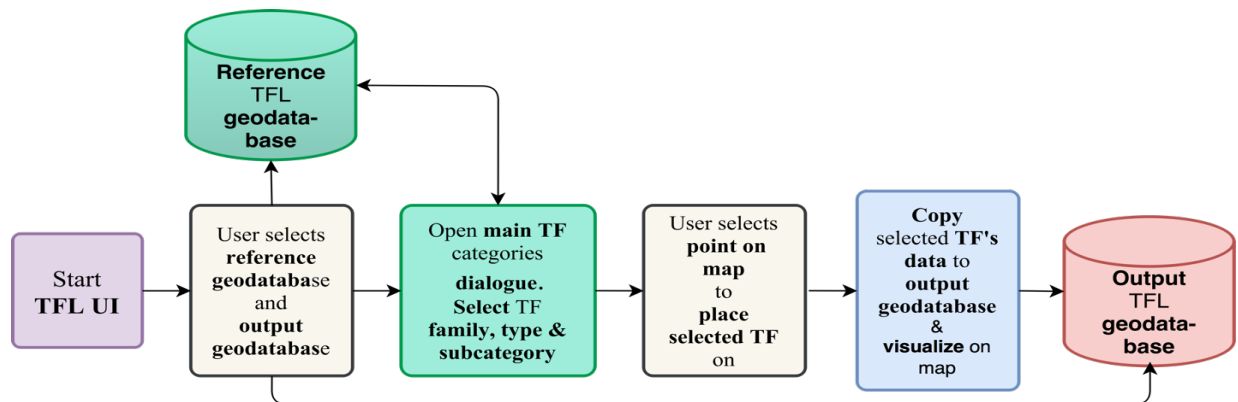 Reference
TFL
geodata-
base
Start
TFL UI
User selects
reference
geodatabase
and
output
geodatabase
Open main TF
categories
dialogue.
Select TF
family, type &
subcategory
User selects
point on
map
to
place
selected TF
on
Copy
selected TF's
data to
output
geodatabase
&
visualize on
map
Output
TFL
geodata-
base